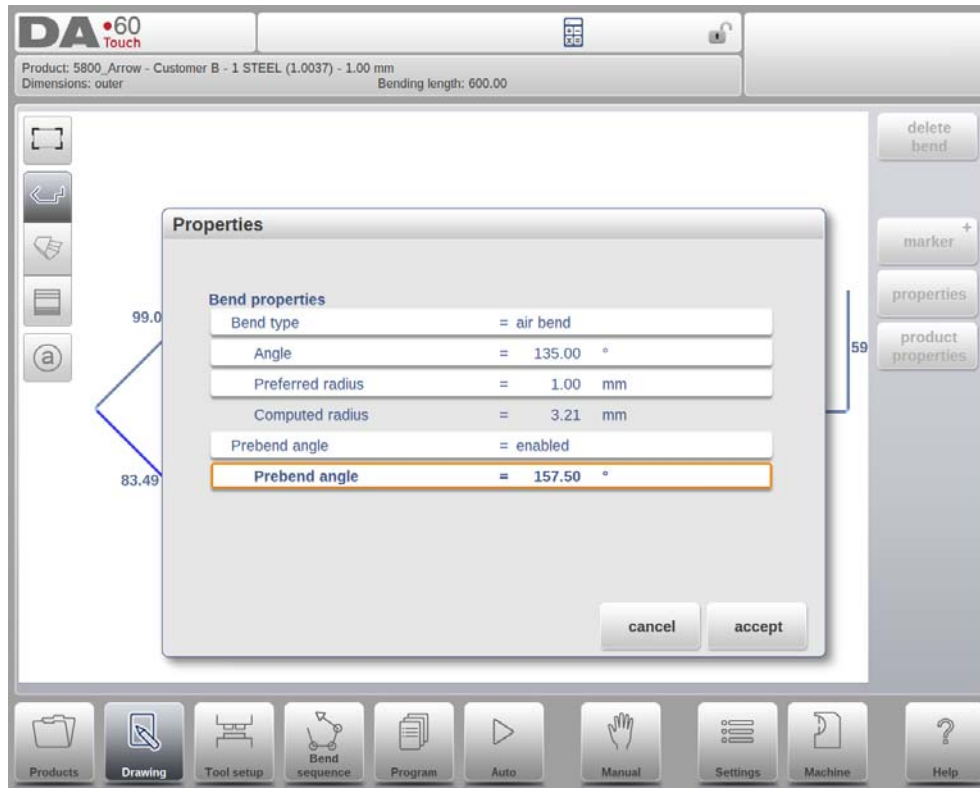 DA•60
Touch
Product: 5800_Arrow - Customer B - 1 STEEL (1.0037) - 1.00 mm
Dimensions: outer Bending length: 600.00
delete
bend
Properties
marker +
Bend properties
properties
99.0
Bend type = air bend
product
properties
Angle = 135.00 °
59
a
Preferred radius = 1.00 mm
Computed radius = 3.21 mm
Prebend angle = enabled
83.49
Prebend angle = 157.50 °
cancel accept
Products Drawing Tool setup Bend sequence Program Auto Manual Settings Machine Help